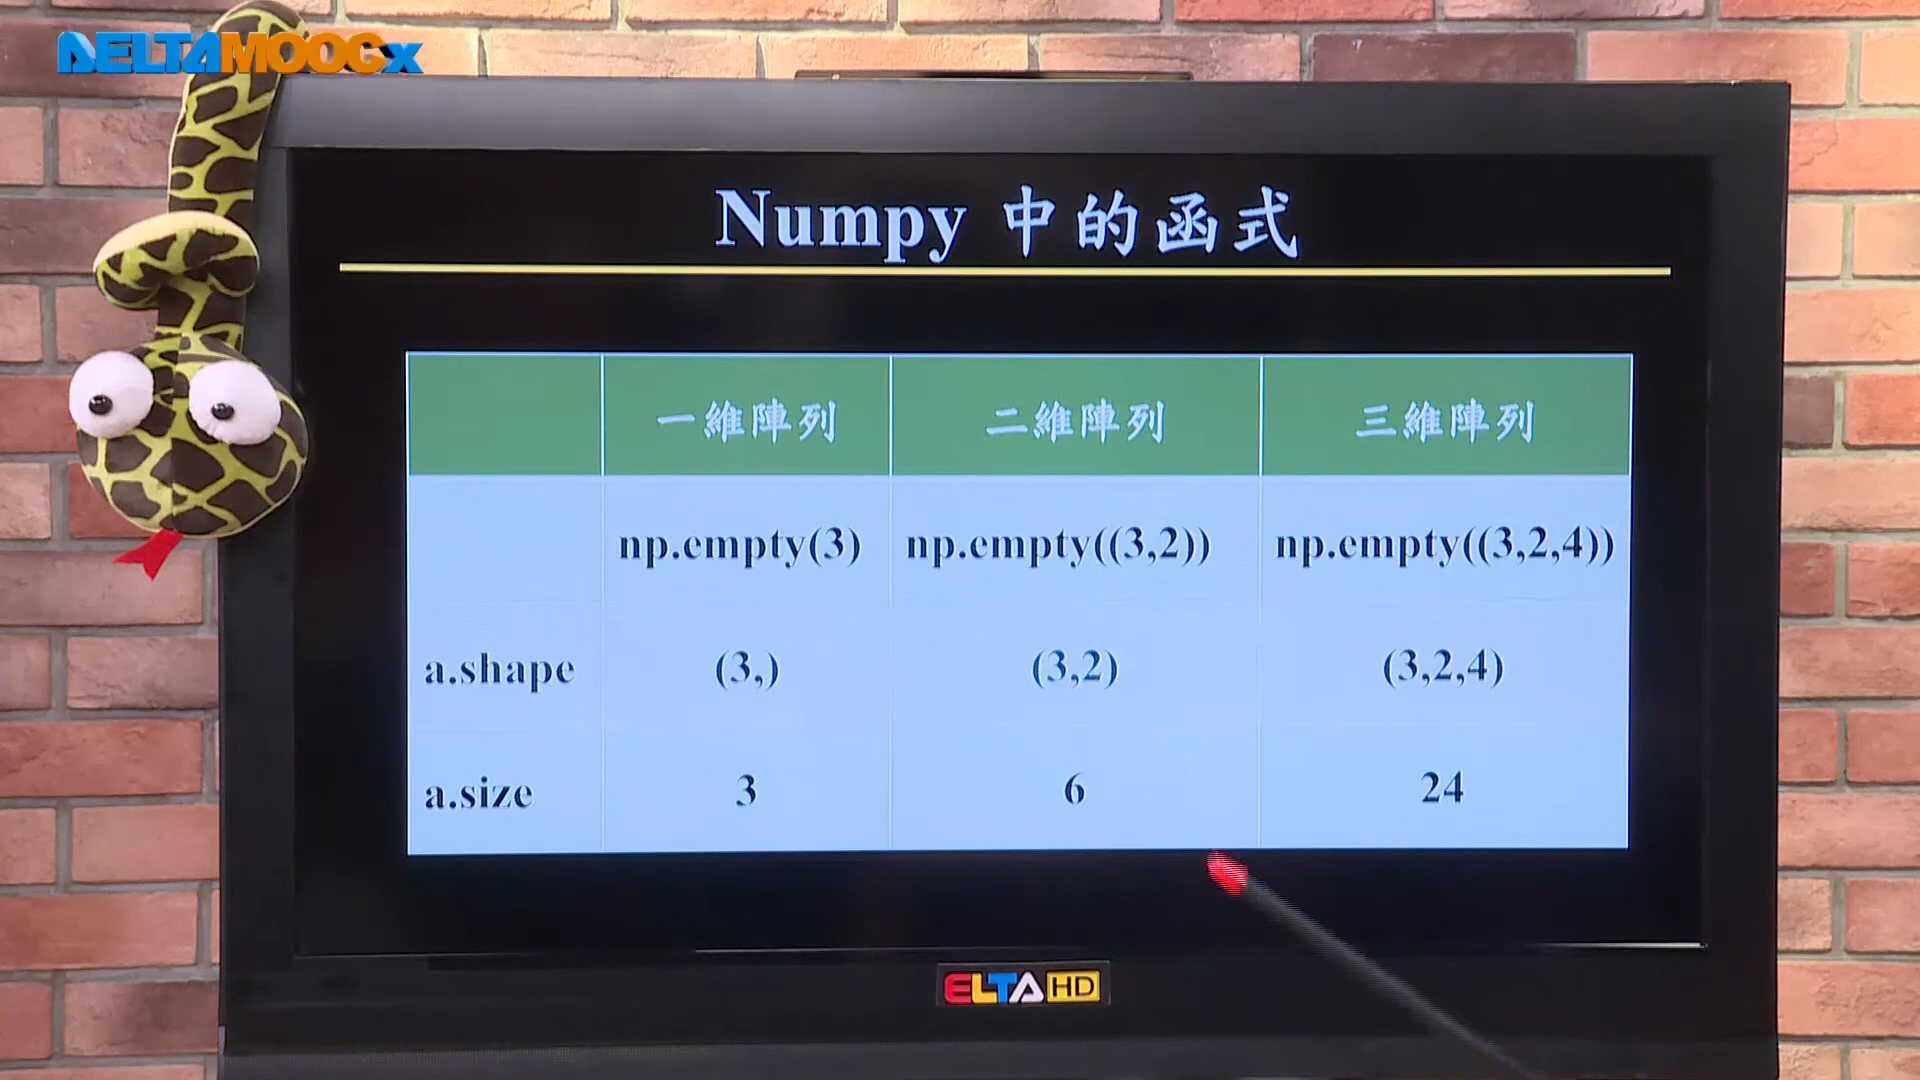 DELTAMOOCx
Numpy 中的函式
一維陣列 二維陣列 三維陣列
np.empty(3) np.empty((3,2)) np.empty((3,2,4))
a.shape (3,) (3,2) (3,2,4)
a.size 3 6 24
ELTA HD